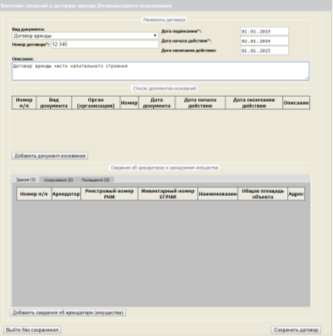 Внесение сведений о договоре аренды (безвозмездного пользования)
Реквизиты договора
Вид документа:
Договор аренды
Номер договора*: 12-345
Дата подписания*: 01.01.2019
Дата начала действия*: 02.01.2019
Дата окончания действия: 01.01.2025
Описание:
Договор аренды части капитального строения
Список документов-оснований
Номер п/п Вид документа Орган (организация) Номер Дата документа Дата начала действия Дата окончания действия Описание
Добавить документ-основание
Сведения об арендаторах и арендуемом имуществе
Здания (0) Сооружения (0) Помещения (0)
Номер п/п Арендатор Реестровый номер РНИ Инвентарный номер ЕГРНИ Наименование Общая площадь объекта Адрес
Добавить сведения об арендаторе (имуществе)
Выйти без сохранения
Сохранить договор